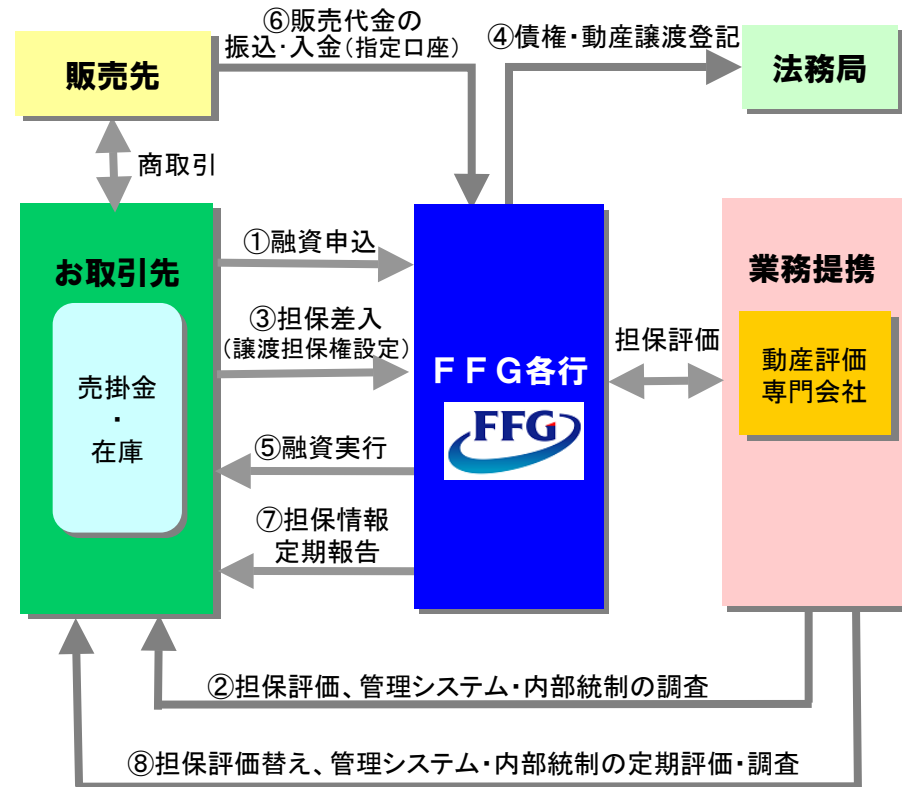 ⑥販売代金の
振込・入金（指定口座）
④債権・動産譲渡登記
販売先
法務局
商取引
お取引先
売掛金
・
在庫
①融資申込
③担保差入
（譲渡担保権設定）
⑤融資実行
⑦担保情報
定期報告
ＦＦＧ各行
FFG
担保評価
業務提携
動産評価
専門会社
②担保評価、管理システム・内部統制の調査
⑧担保評価替え、管理システム・内部統制の定期評価・調査